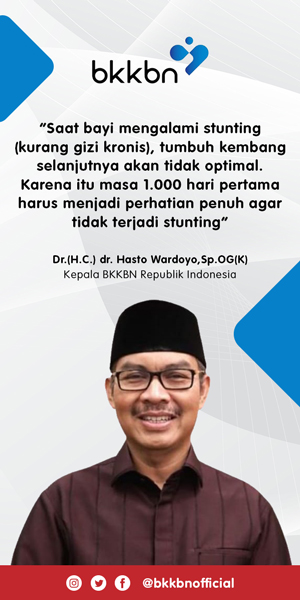 bkkbn
“Saat bayi mengalami stunting
(kurang gizi kronis), tumbuh kembang
selanjutnya akan tidak optimal.
Karena itu masa 1.000 hari pertama
harus menjadi perhatian penuh agar
tidak terjadi stunting”
Dr.(H.C.) dr. Hasto Wardoyo,Sp.OG(K)
Kepala BKKBN Republik Indonesia
@bkkbnofficial